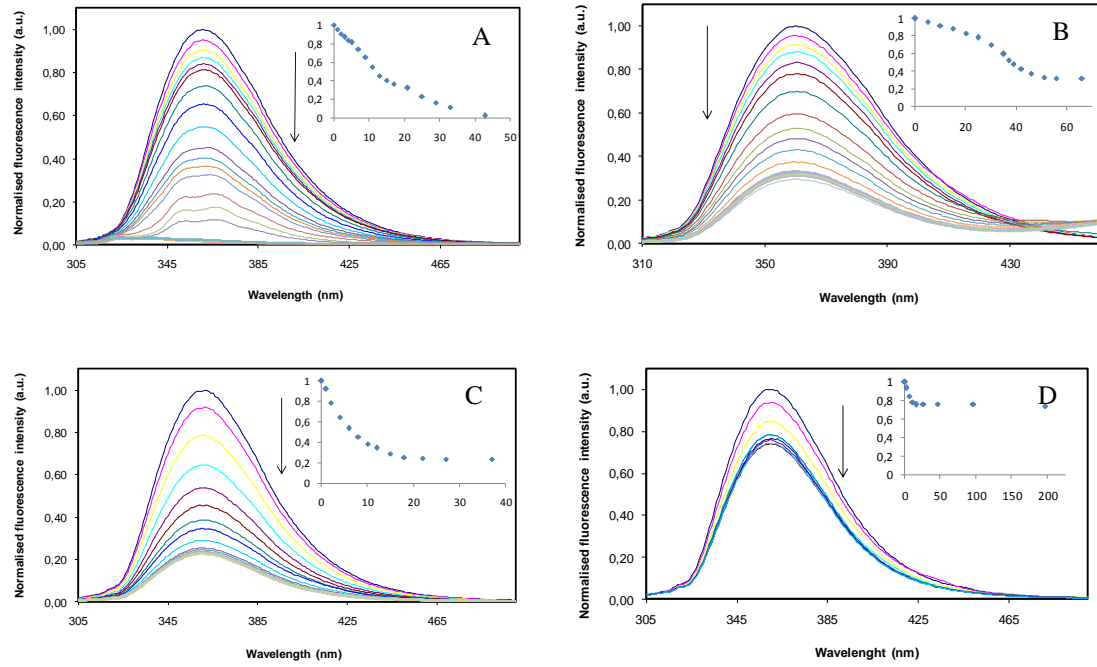 Normalised fluorescence intensity (a.u.)
1,00
0,80
0,60
0,40
0,20
0,00
305 345 385 425 465
Wavelength (nm)
A
1
0,8
0,6
0,4
0,2
0
0 10 20 30 40 50
Normalised fluorescence intensity (a.u.)
1,00
0,80
0,60
0,40
0,20
0,00
310 350 390 430
Wavelength (nm)
B
1
0,8
0,6
0,4
0,2
0
0 20 40 60
Normalised fluorescence intensity (a.u.)
1,00
0,80
0,60
0,40
0,20
0,00
305 345 385 425 465
Wavelength (nm)
C
1
0,8
0,6
0,4
0,2
0
0 10 20 30 40
Normalised fluorescence intensity (a.u.)
1,00
0,80
0,60
0,40
0,20
0,00
305 345 385 425 465
Wavelenght (nm)
D
1
0,8
0,6
0,4
0,2
0
0 50 100 150 200